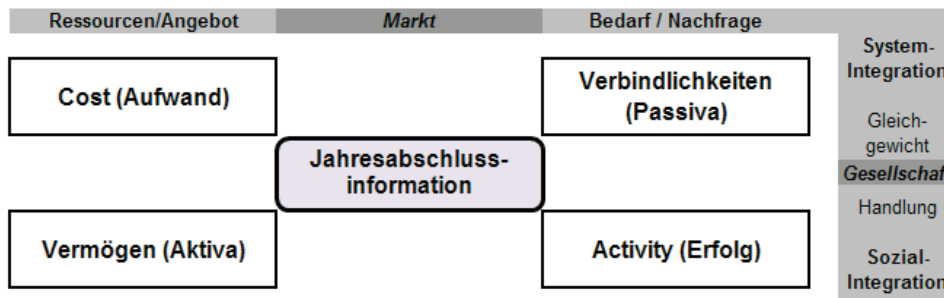 Ressourcen/Angebot
Markt
Bedarf / Nachfrage
System-
Integration
Cost (Aufwand)
Verbindlichkeiten
(Passiva)
Gleich-
gewicht
Jahresabschluss-
information
Gesellschaf
Handlung
Vermögen (Aktiva)
Activity (Erfolg)
Sozial-
Integration